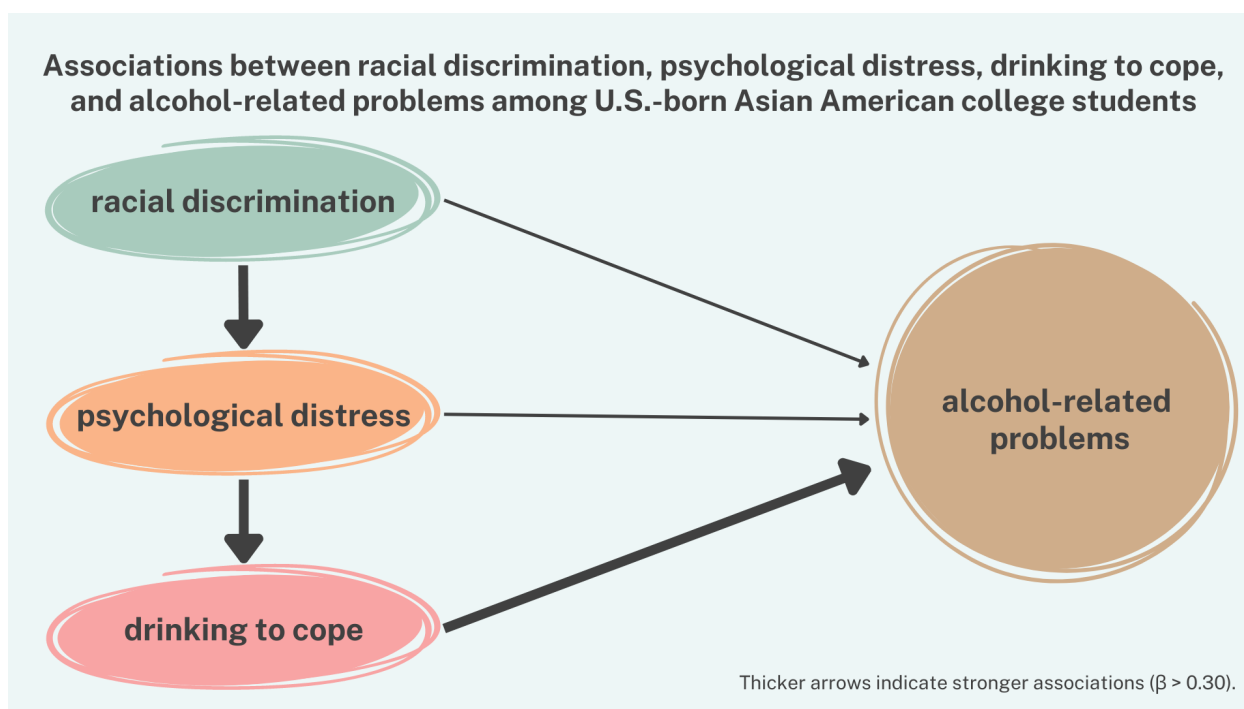 Associations between racial discrimination, psychological distress, drinking to cope,
and alcohol-related problems among U.S.-born Asian American college students
racial discrimination
psychological distress
alcohol-related
problems
drinking to cope
Thicker arrows indicate stronger associations (β > 0.30).